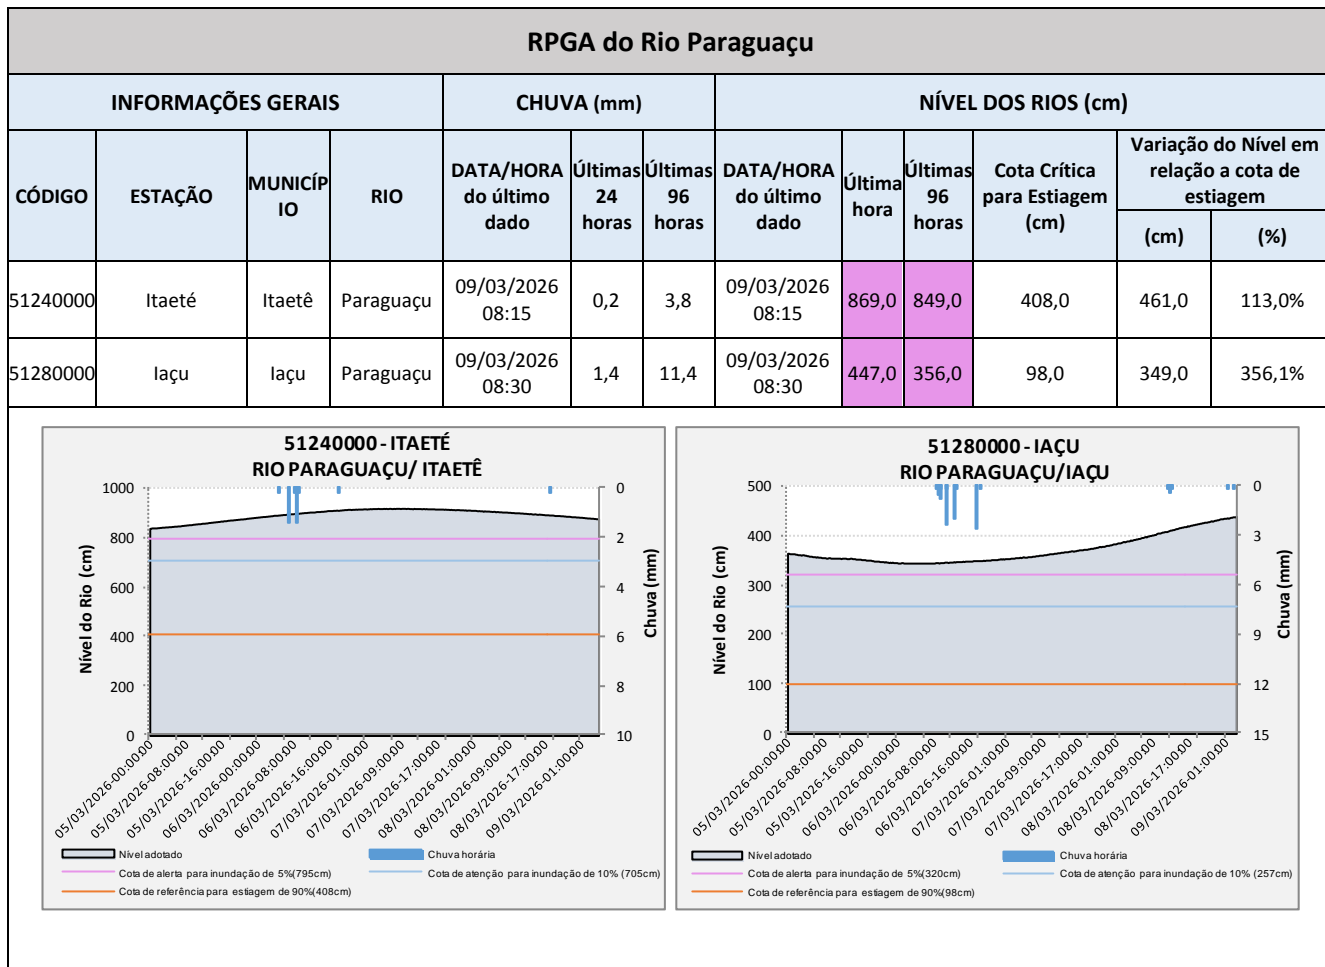 RPGA do Rio Paraguaçu
INFORMAÇÕES GERAIS
CHUVA (mm)
NÍVEL DOS RIOS (cm)
CÓDIGO
ESTAÇÃO
MUNICÍP
IO
RIO
DATA/HORA
do último
dado
Últimas
24
horas
Últimas
96
horas
DATA/HORA
do último
dado
Última
hora
Últimas
96
horas
Cota Crítica
para Estiagem
(cm)
Variação do Nível em
relação a cota de
estiagem
(cm)
(%)
51240000
Itaeté
Itaetê
Paraguaçu
09/03/2026
08:15
0,2
3,8
09/03/2026
08:15
869,0
849,0
408,0
461,0
113,0%
51280000
Iaçu
Iaçu
Paraguaçu
09/03/2026
08:30
1,4
11,4
09/03/2026
08:30
447,0
356,0
98,0
349,0
356,1%
51240000 - ITAETÉ
RIO PARAGUAÇU/ ITAETÊ
Nível do Rio (cm)
1000
800
600
400
200
0
Chuva (mm)
0
2
4
6
8
10
05/03/2026-00:00:00
05/03/2026-08:00:00
05/03/2026-16:00:00
06/03/2026-00:00:00
06/03/2026-08:00:00
06/03/2026-16:00:00
07/03/2026-01:00:00
07/03/2026-09:00:00
07/03/2026-17:00:00
08/03/2026-01:00:00
08/03/2026-09:00:00
08/03/2026-17:00:00
09/03/2026-01:00:00
Nível adotado
Chuva horária
Cota de alerta para inundação de 5%(795cm)
Cota de atenção para inundação de 10% (705cm)
Cota de referência para estiagem de 90%(408cm)
51280000 - IAÇU
RIO PARAGUAÇU/IAÇU
Nível do Rio (cm)
500
400
300
200
100
0
Chuva (mm)
0
3
6
9
12
15
05/03/2026-00:00:00
05/03/2026-08:00:00
05/03/2026-16:00:00
06/03/2026-00:00:00
06/03/2026-08:00:00
06/03/2026-16:00:00
07/03/2026-01:00:00
07/03/2026-09:00:00
07/03/2026-17:00:00
08/03/2026-01:00:00
08/03/2026-09:00:00
08/03/2026-17:00:00
09/03/2026-01:00:00
Nível adotado
Chuva horária
Cota de alerta para inundação de 5%(320cm)
Cota de atenção para inundação de 10% (257cm)
Cota de referência para estiagem de 90%(98cm)